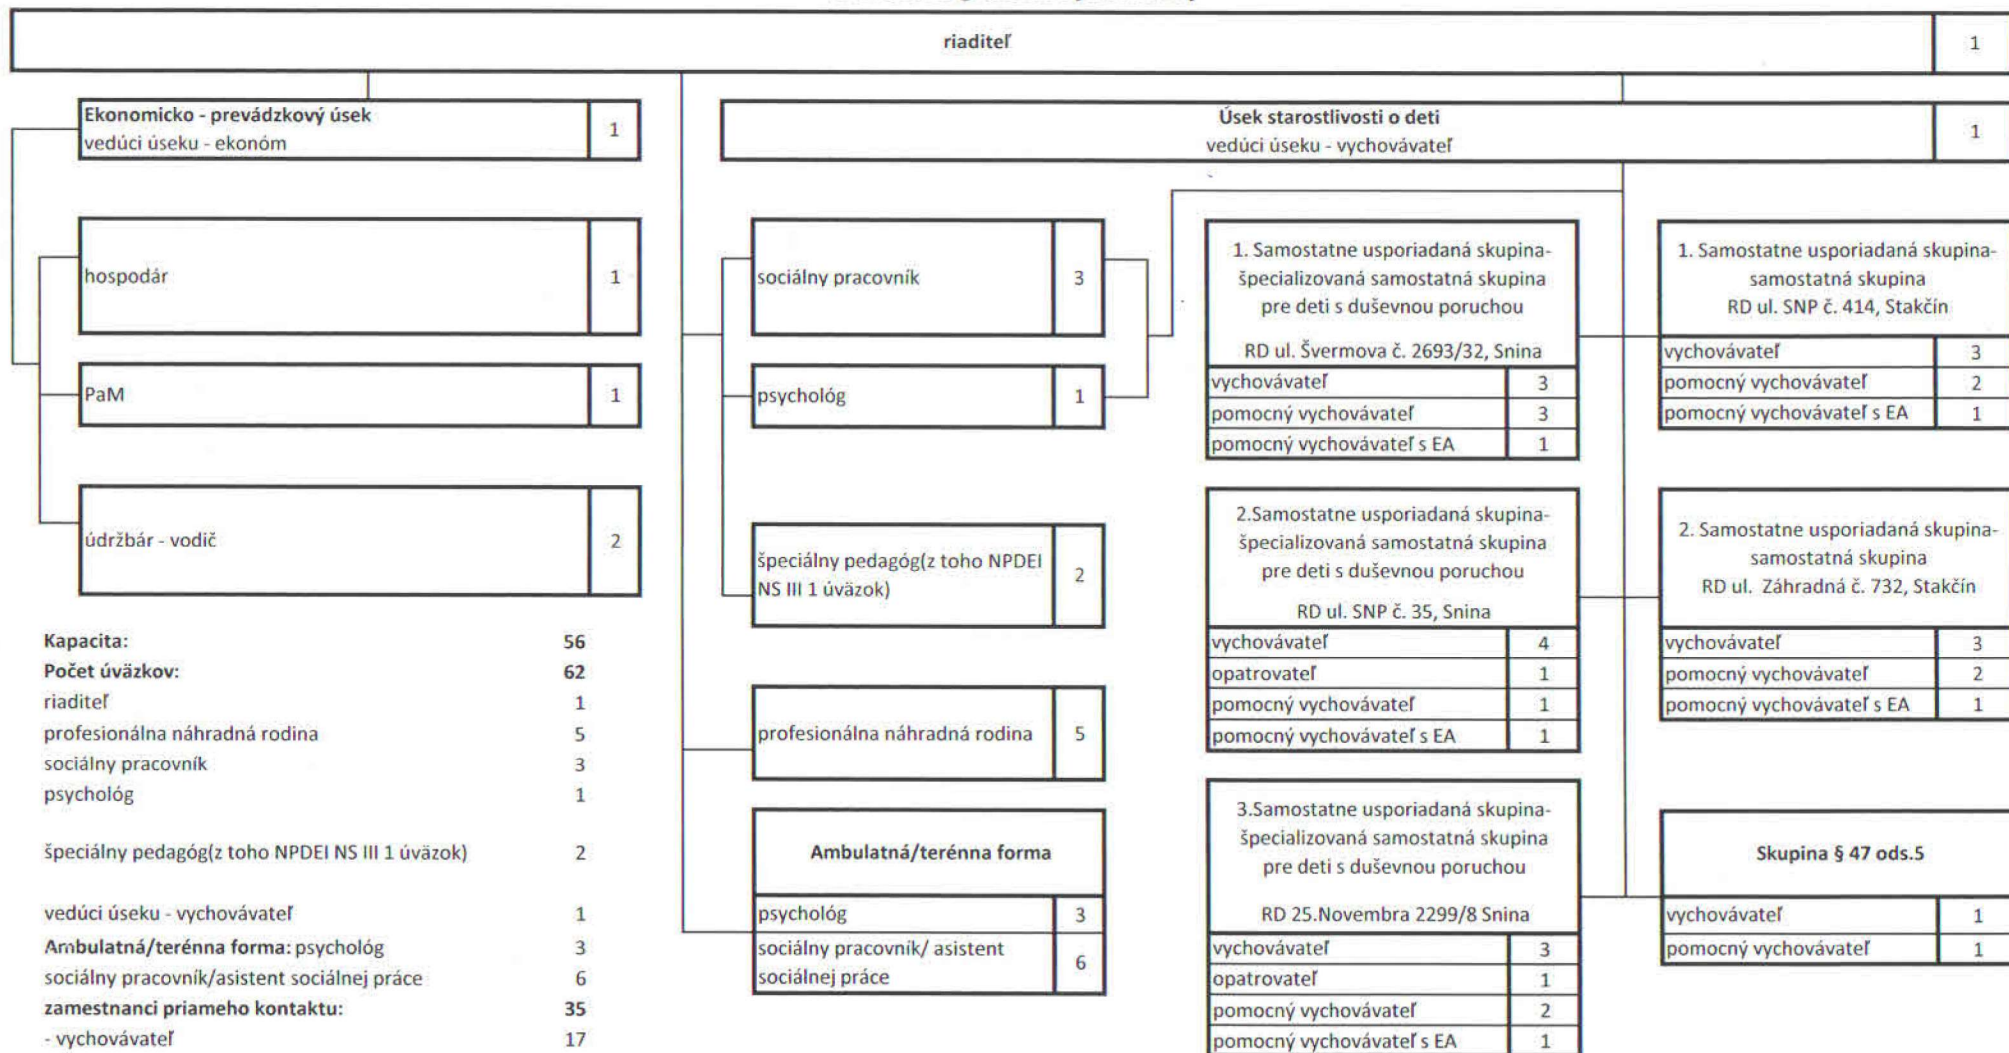 riaditeľ 1
Ekonomicko - prevádzkový úsek
vedúci úseku - ekonóm 1
Úsek starostlivosti o deti
vedúci úseku - vychovávateľ 1
hospodár 1
PaM 1
údržbár - vodič 2
Kapacita: 56
Počet úväzkov: 62
riaditeľ 1
profesionálna náhradná rodina 5
sociálny pracovník 3
psychológ 1
špeciálny pedagóg(z toho NPDEI NS III 1 úväzok) 2
vedúci úseku - vychovávateľ 1
Ambulatná/terénna forma: psychológ 3
sociálny pracovník/asistent sociálnej práce 6
zamestnanci priameho kontaktu: 35
- vychovávateľ 17
sociálny pracovník 3
psychológ 1
špeciálny pedagóg(z toho NPDEI
NS III 1 úväzok) 2
profesionálna náhradná rodina 5
Ambulatná/terénna forma
psychológ 3
sociálny pracovník/ asistent
sociálnej práce 6
1. Samostatne usporiadaná skupina-
špecializovaná samostatná skupina
pre deti s duševnou poruchou
RD ul. Švermova č. 2693/32, Snina
vychovávateľ 3
pomocný vychovávateľ 3
pomocný vychovávateľ s EA 1
2.Samostatne usporiadaná skupina-
špecializovaná samostatná skupina
pre deti s duševnou poruchou
RD ul. SNP č. 35, Snina
vychovávateľ 4
opatrovateľ 1
pomocný vychovávateľ 1
pomocný vychovávateľ s EA 1
3.Samostatne usporiadaná skupina-
špecializovaná samostatná skupina
pre deti s duševnou poruchou
RD 25.Novembra 2299/8 Snina
vychovávateľ 3
opatrovateľ 1
pomocný vychovávateľ 2
pomocný vychovávateľ s EA 1
1. Samostatne usporiadaná skupina-
samostatná skupina
RD ul. SNP č. 414, Stakčín
vychovávateľ 3
pomocný vychovávateľ 2
pomocný vychovávateľ s EA 1
2. Samostatne usporiadaná skupina-
samostatná skupina
RD ul. Záhradná č. 732, Stakčín
vychovávateľ 3
pomocný vychovávateľ 2
pomocný vychovávateľ s EA 1
Skupina § 47 ods.5
vychovávateľ 1
pomocný vychovávateľ 1